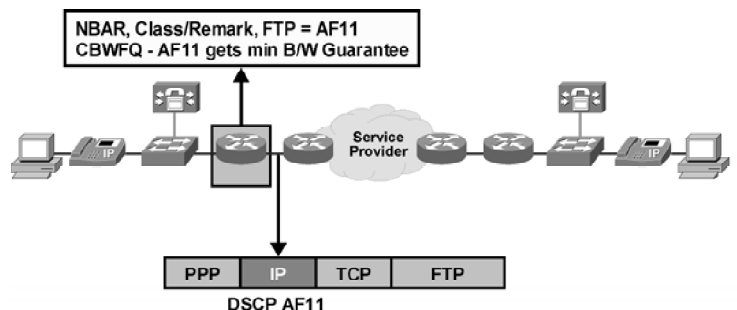 NBAR, Class/Remark, FTP = AF11
CBWFQ - AF11 gets min B/W Guarantee
Service
Provider
IP
IP
PPP IP TCP FTP
DSCP AF11